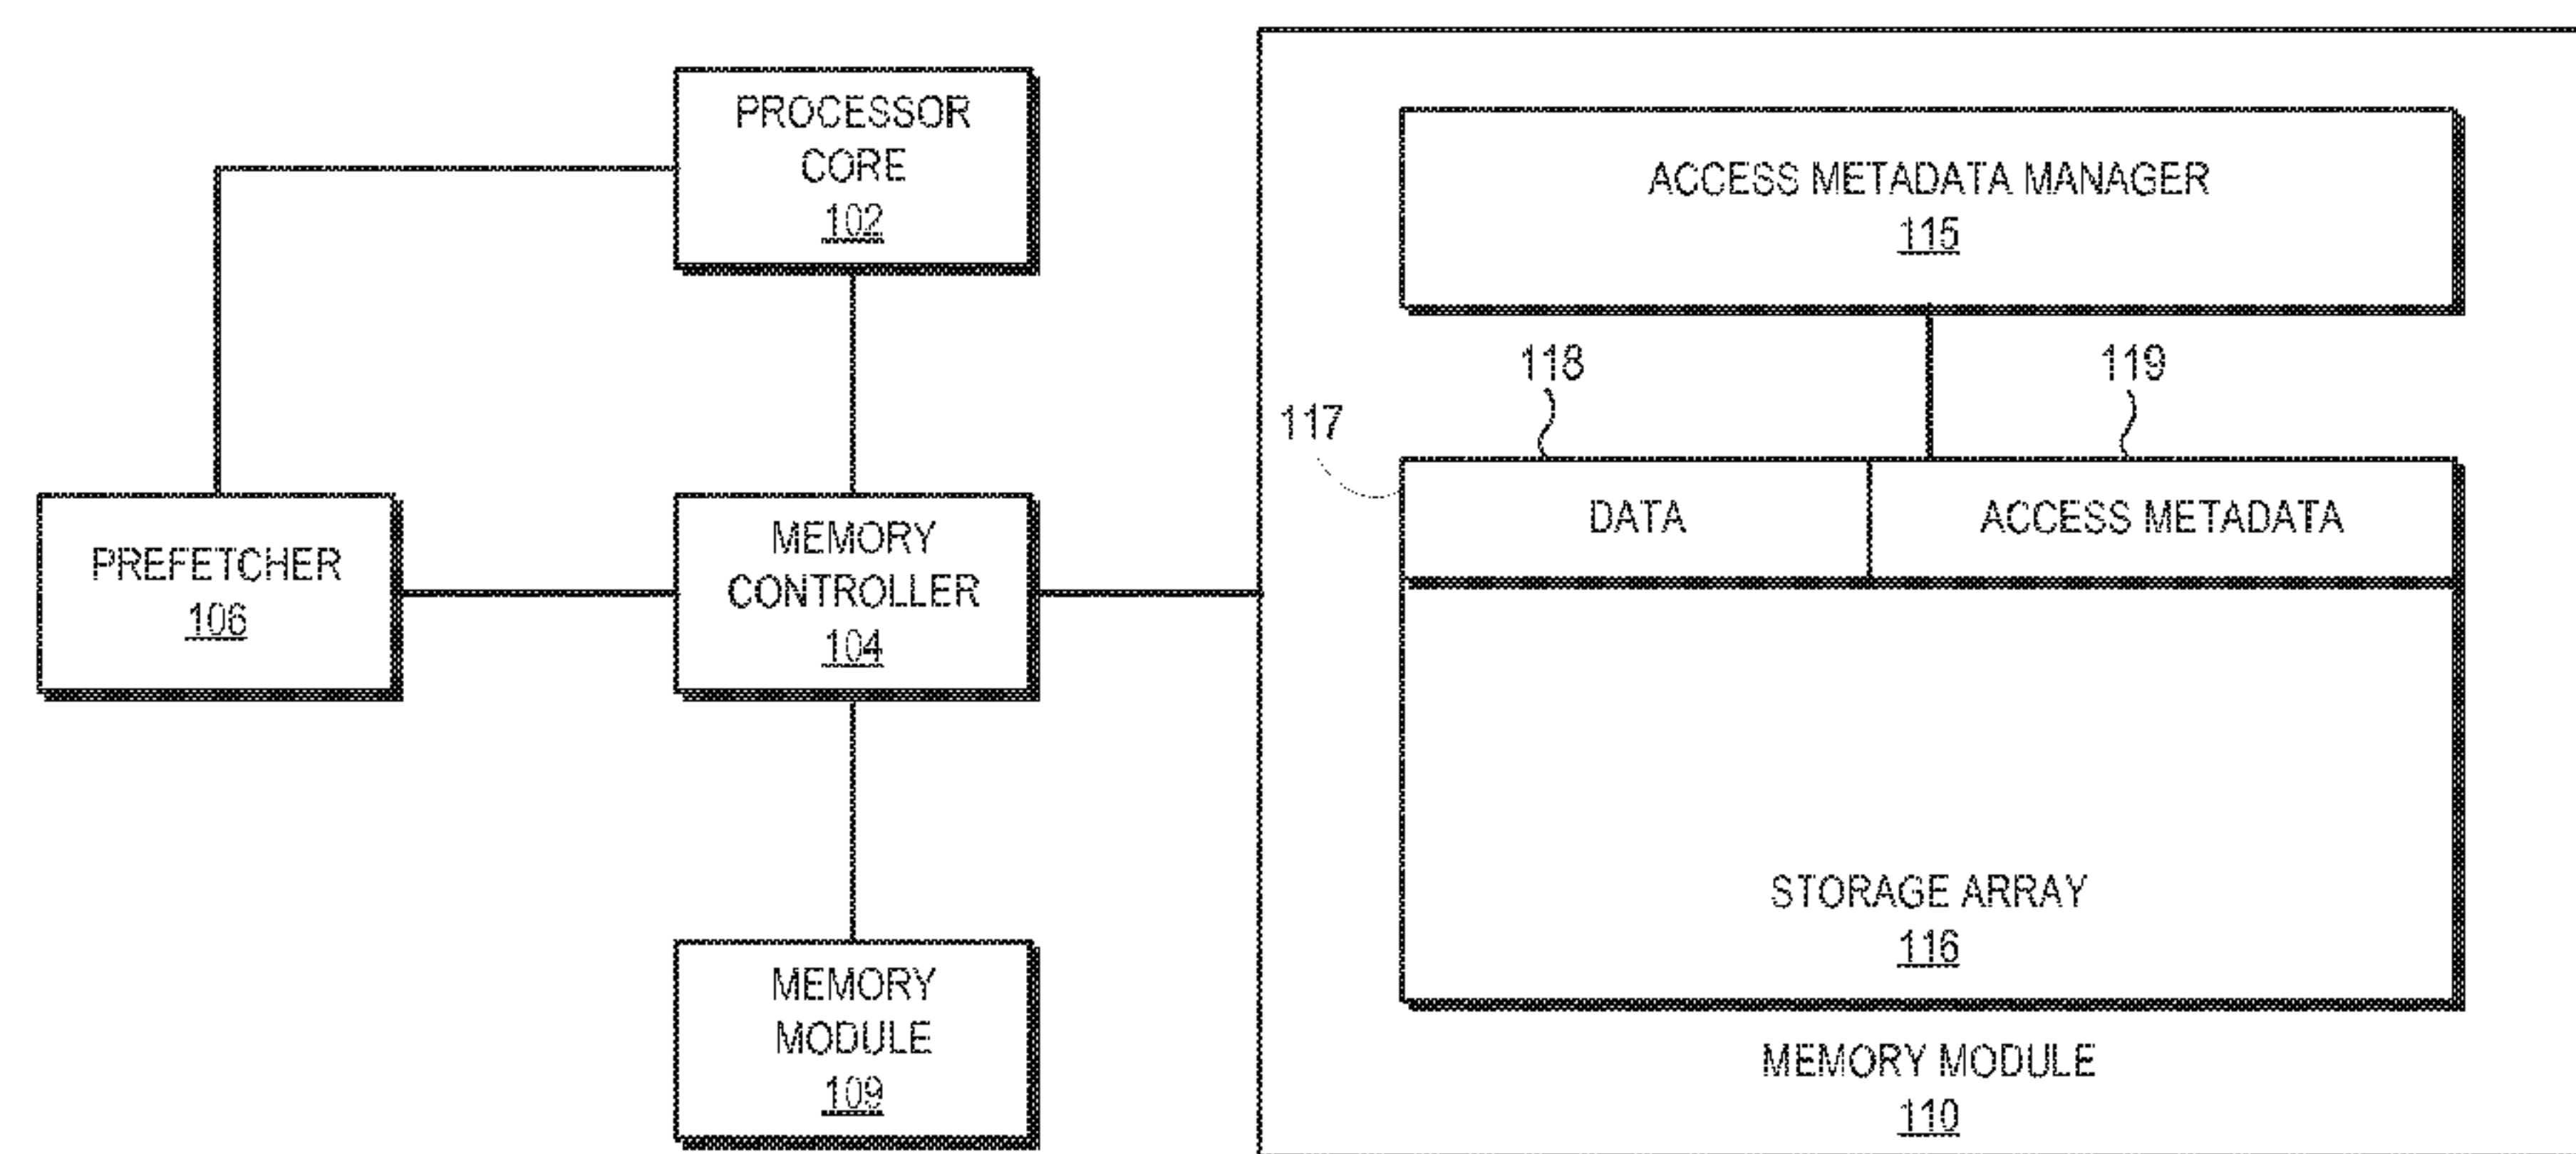 PROCESSOR
CORE
102
PREFETCHER
106
MEMORY
CONTROLLER
104
MEMORY
MODULE
109
ACCESS METADATA MANAGER
115
118
119
117
DATA
ACCESS METADATA
STORAGE ARRAY
116
MEMORY MODULE
110